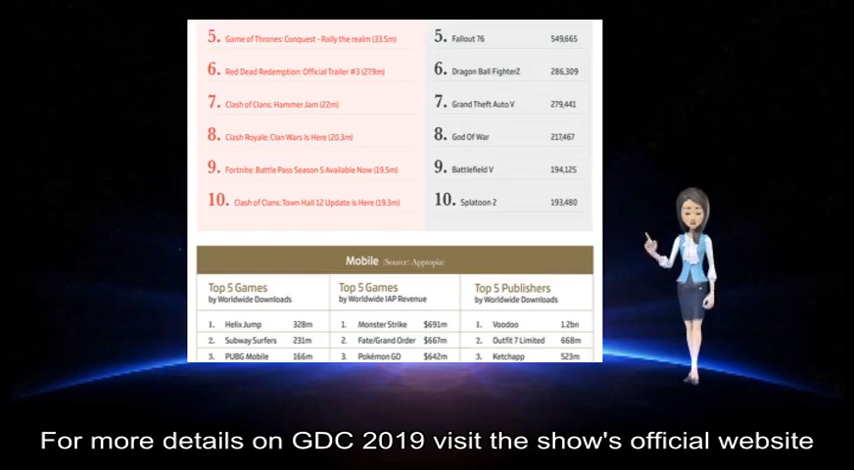 5. Game of Thrones: Conquest - Rally the realm (33.5m)
6. Red Dead Redemption: Official Trailer #3 (27.9m)
7. Clash of Clans: Hammer Jam (22m)
8. Clash Royale: Clan Wars Is Here (20.3m)
9. Fortnite: Battle Pass Season 5 Available Now (19.5m)
10. Clash of Clans: Town Hall 12 Update is Here (19.3m)
5. Fallout 76 549,665
6. Dragon Ball FighterZ 286,309
7. Grand Theft Auto V 279,441
8. God Of War 217,467
9. Battlefield V 194,125
10. Splatoon 2 193,480
Mobile (Source: Apptopia)
Top 5 Games
by Worldwide Downloads
1. Helix Jump 328m
2. Subway Surfers 231m
3. PUBG Mobile 166m
Top 5 Games
by Worldwide IAP Revenue
1. Monster Strike $691m
2. Fate/Grand Order $667m
3. Pokémon GO $642m
Top 5 Publishers
by Worldwide Downloads
1. Voodoo 1.2bn
2. Outfit 7 Limited 668m
3. Ketchapp 523m
For more details on GDC 2019 visit the show's official website